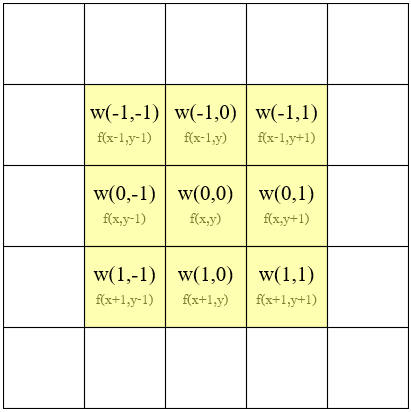 w(-1,-1) w(-1,0) w(-1,1)
f(x-1,y-1) f(x-1,y) f(x-1,y+1)
w(0,-1) w(0,0) w(0,1)
f(x,y-1) f(x,y) f(x,y+1)
w(1,-1) w(1,0) w(1,1)
f(x+1,y-1) f(x+1,y) f(x+1,y+1)